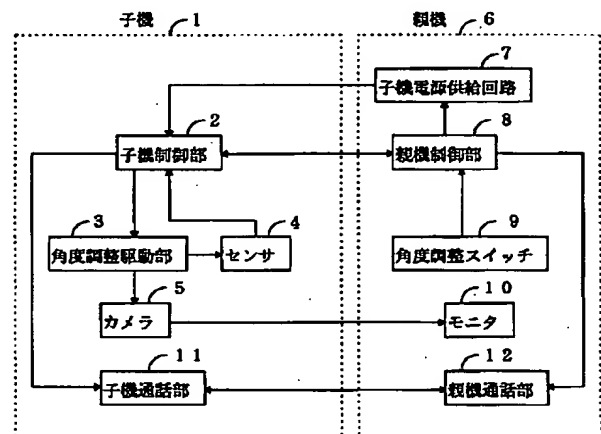 子機 1
親機 6
7
子機電源供給回路
2
子機制御部
8
親機制御部
3
角度調整駆動部
4
センサ
9
角度調整スイッチ
5
カメラ
10
モニタ
11
子機通話部
12
親機通話部